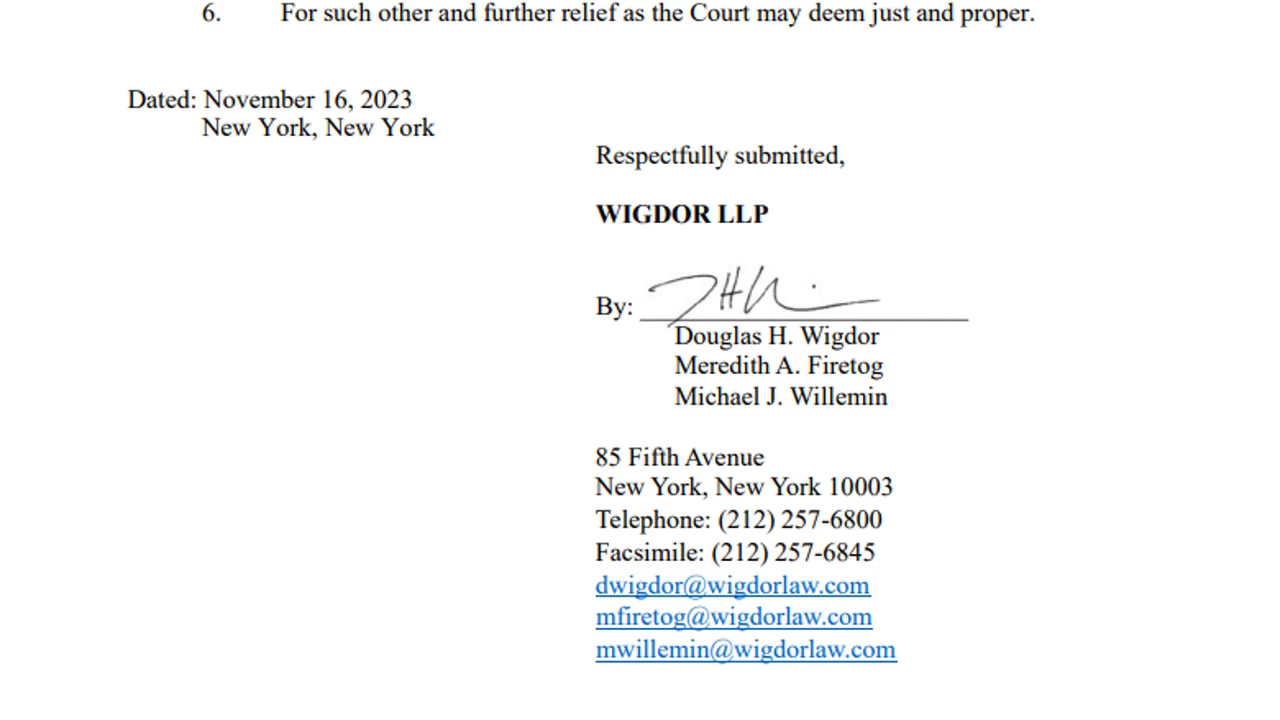 6. For such other and further relief as the Court may deem just and proper.
Dated: November 16, 2023
New York, New York
Respectfully submitted,
WIGDOR LLP
By:
Douglas H. Wigdor
Meredith A. Firetog
Michael J. Willemin
85 Fifth Avenue
New York, New York 10003
Telephone: (212) 257-6800
Facsimile: (212) 257-6845
dwigdor@wigdorlaw.com
mfiretog@wigdorlaw.com
mwillemin@wigdorlaw.com